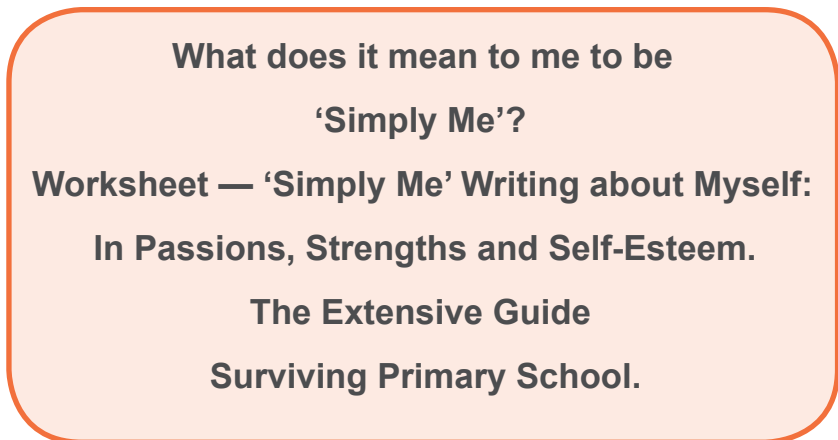 What does it mean to me to be
‘Simply Me’?
Worksheet — ‘Simply Me’ Writing about Myself:
In Passions, Strengths and Self-Esteem.
The Extensive Guide
Surviving Primary School.